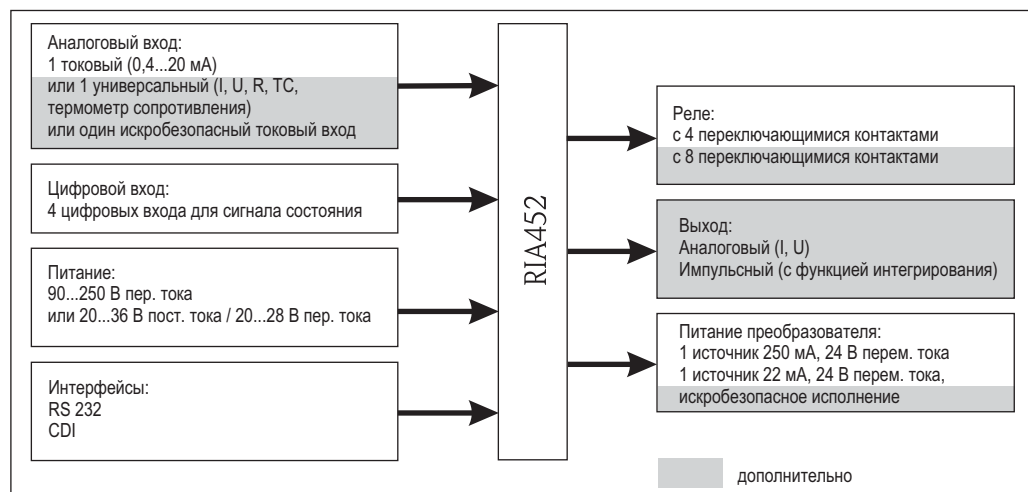 Аналоговый вход:
1 токовый (0,4...20 мА)
или 1 универсальный (I, U, R, TC,
термометр сопротивления)
или один искробезопасный токовый вход
Цифровой вход:
4 цифровых входа для сигнала состояния
Питание:
90...250 В пер. тока
или 20...36 В пост. тока / 20...28 В пер. тока
Интерфейсы:
RS 232
CDI
RIA452
Реле:
с 4 переключающимися контактами
с 8 переключающимися контактами
Выход:
Аналоговый (I, U)
Импульсный (с функцией интегрирования)
Питание преобразователя:
1 источник 250 мА, 24 В перем. тока
1 источник 22 мА, 24 В перем. тока,
искробезопасное исполнение
дополнительно